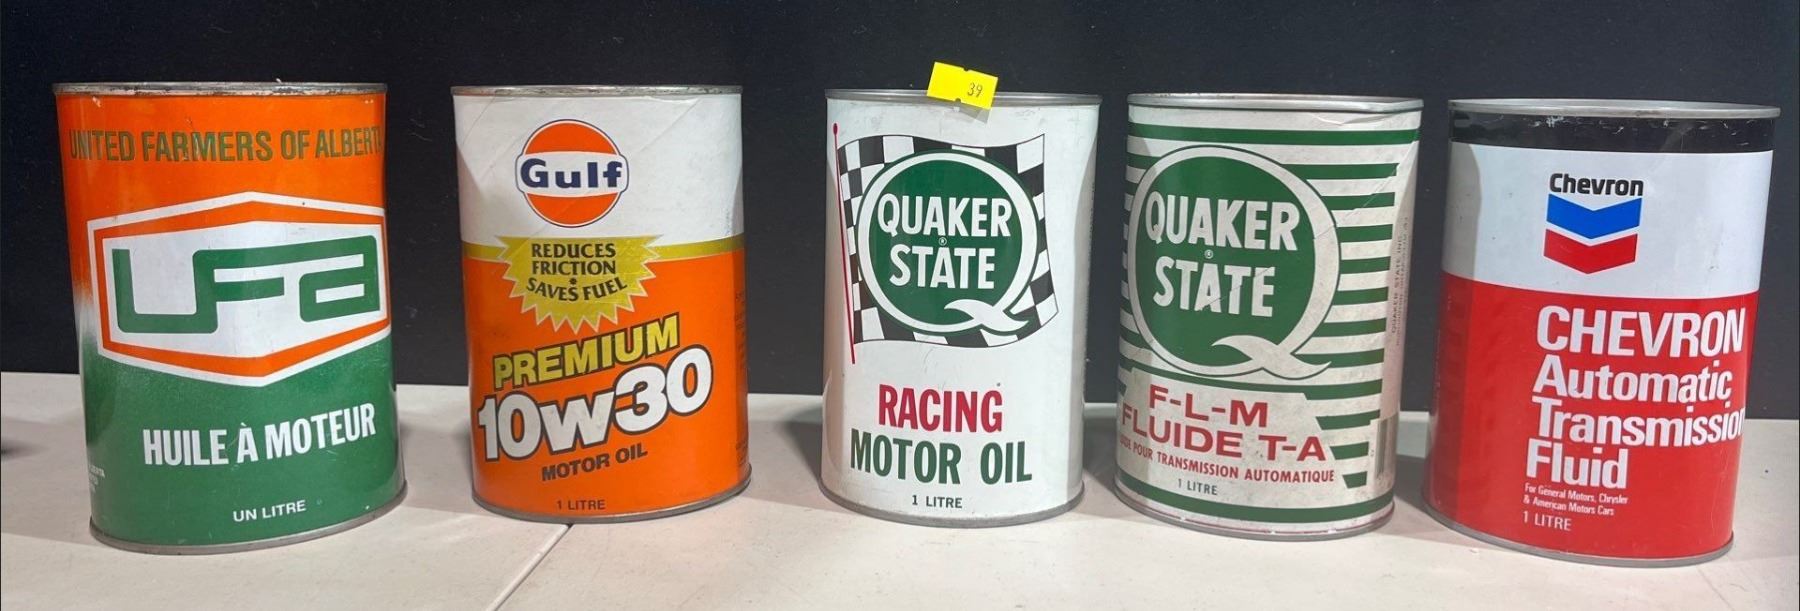 UNITED FARMERS OF ALBERTA
UFA
HUILE À MOTEUR
UN LITRE
Gulf
REDUCES
FRICTION
•
SAVES FUEL
PREMIUM
10w30
MOTOR OIL
1 LITRE
39
QUAKER
®
STATE
RACING
MOTOR OIL
1 LITRE
QUAKER
®
STATE
F-L-M
FLUIDE T-A
POUR TRANSMISSION AUTOMATIQUE
1 LITRE
Chevron
CHEVRON
Automatic
Transmission
Fluid
For General Motors, Chrysler
& American Motors Cars
1 LITRE